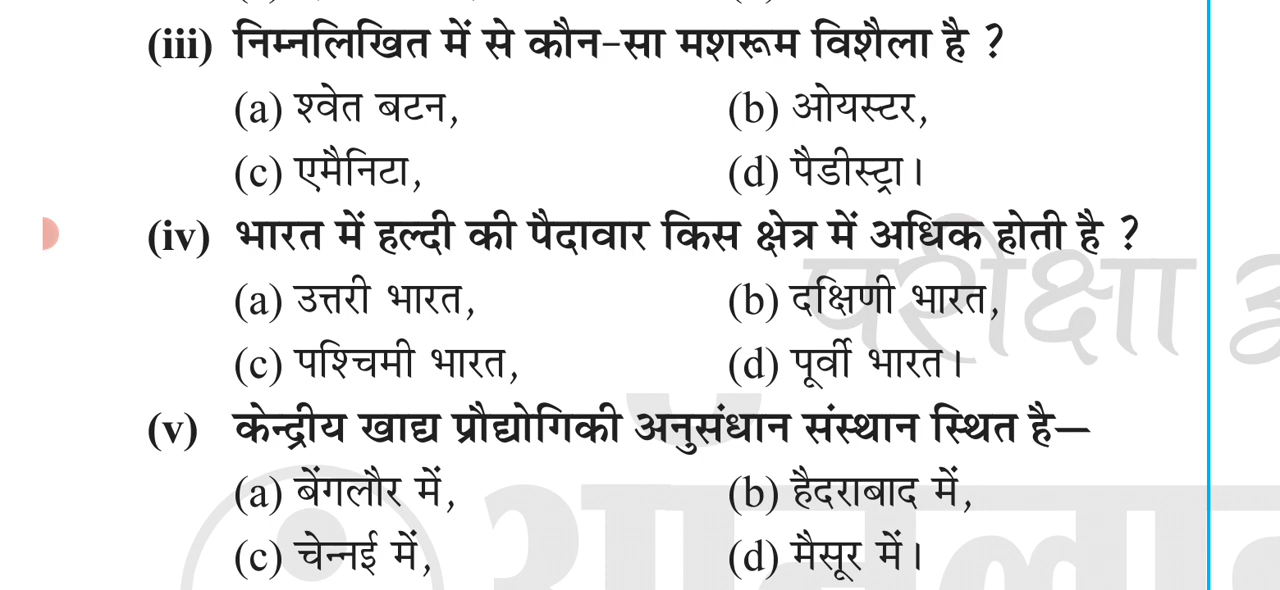 (iii) निम्नलिखित में से कौन-सा मशरूम विशैला है ?
(a) श्वेत बटन, (b) ओयस्टर,
(c) एमैनिटा, (d) पैडीस्ट्रा।
(iv) भारत में हल्दी की पैदावार किस क्षेत्र में अधिक होती है ?
(a) उत्तरी भारत, (b) दक्षिणी भारत,
परीक्षा
(c) पश्चिमी भारत, (d) पूर्वी भारत।
(v) केन्द्रीय खाद्य प्रौद्योगिकी अनुसंधान संस्थान स्थित है—
(a) बेंगलौर में, (b) हैदराबाद में,
(c) चेन्नई में, (d) मैसूर में।